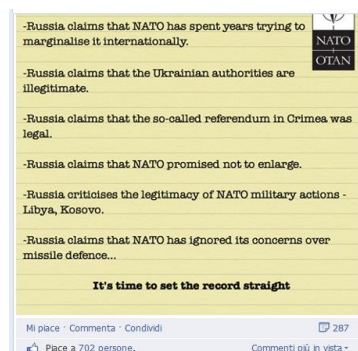 -Russia claims that NATO has spent years trying to
marginalise it internationally.
NATO
OTAN
-Russia claims that the Ukrainian authorities are
illegitimate.
-Russia claims that the so-called referendum in Crimea was
legal.
-Russia claims that NATO promised not to enlarge.
-Russia criticises the legitimacy of NATO military actions -
Libya, Kosovo.
-Russia claims that NATO has ignored its concerns over
missile defence...
It's time to set the record straight
Mi piace · Commenta · Condividi 287
Piace a 702 persone. Commenti più in vista